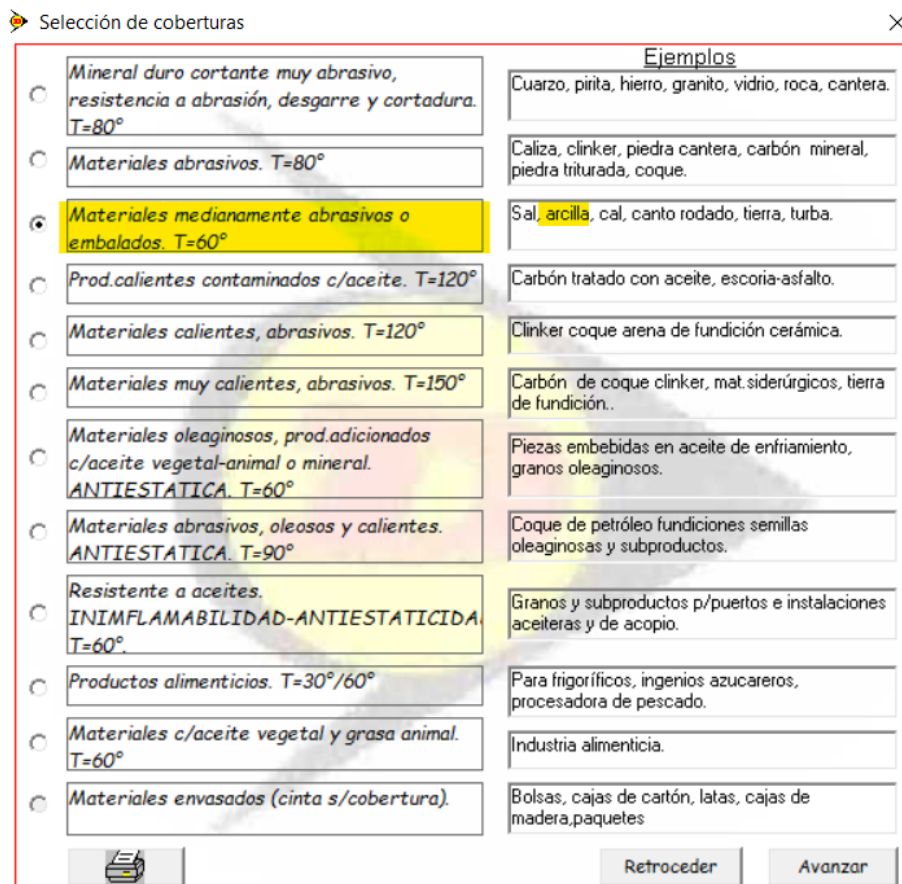 Selección de coberturas
Ejemplos
Mineral duro cortante muy abrasivo,
resistencia a abrasión, desgarre y cortadura.
T=80°
Cuarzo, pirita, hierro, granito, vidrio, roca, cantera.
Materiales abrasivos. T=80°
Caliza, clinker, piedra cantera, carbón mineral,
piedra triturada, coque.
Materiales medianamente abrasivos o
embalados. T=60°
Sal, arcilla, cal, canto rodado, tierra, turba.
Prod.calientes contaminados c/aceite. T=120°
Carbón tratado con aceite, escoria-asfalto.
Materiales calientes, abrasivos. T=120°
Clinker coque arena de fundición cerámica.
Materiales muy calientes, abrasivos. T=150°
Carbón de coque clinker, mat.siderúrgicos, tierra
de fundición..
Materiales oleaginosos, prod.adicionados
c/aceite vegetal-animal o mineral.
ANTIESTATICA. T=60°
Piezas embebidas en aceite de enfriamiento,
granos oleaginosos.
Materiales abrasivos, oleosos y calientes.
ANTIESTATICA. T=90°
Coque de petróleo fundiciones semillas
oleaginosas y subproductos.
Resistente a aceites.
INIMFLAMABILIDAD-ANTIESTATICIDA
T=60°.
Granos y subproductos p/puertos e instalaciones
aceiteras y de acopio.
Productos alimenticios. T=30°/60°
Para frigoríficos, ingenios azucareros,
procesadora de pescado.
Materiales c/aceite vegetal y grasa animal.
T=60°
Industria alimenticia.
Materiales envasados (cinta s/cobertura).
Bolsas, cajas de cartón, latas, cajas de
madera,paquetes
Retroceder
Avanzar